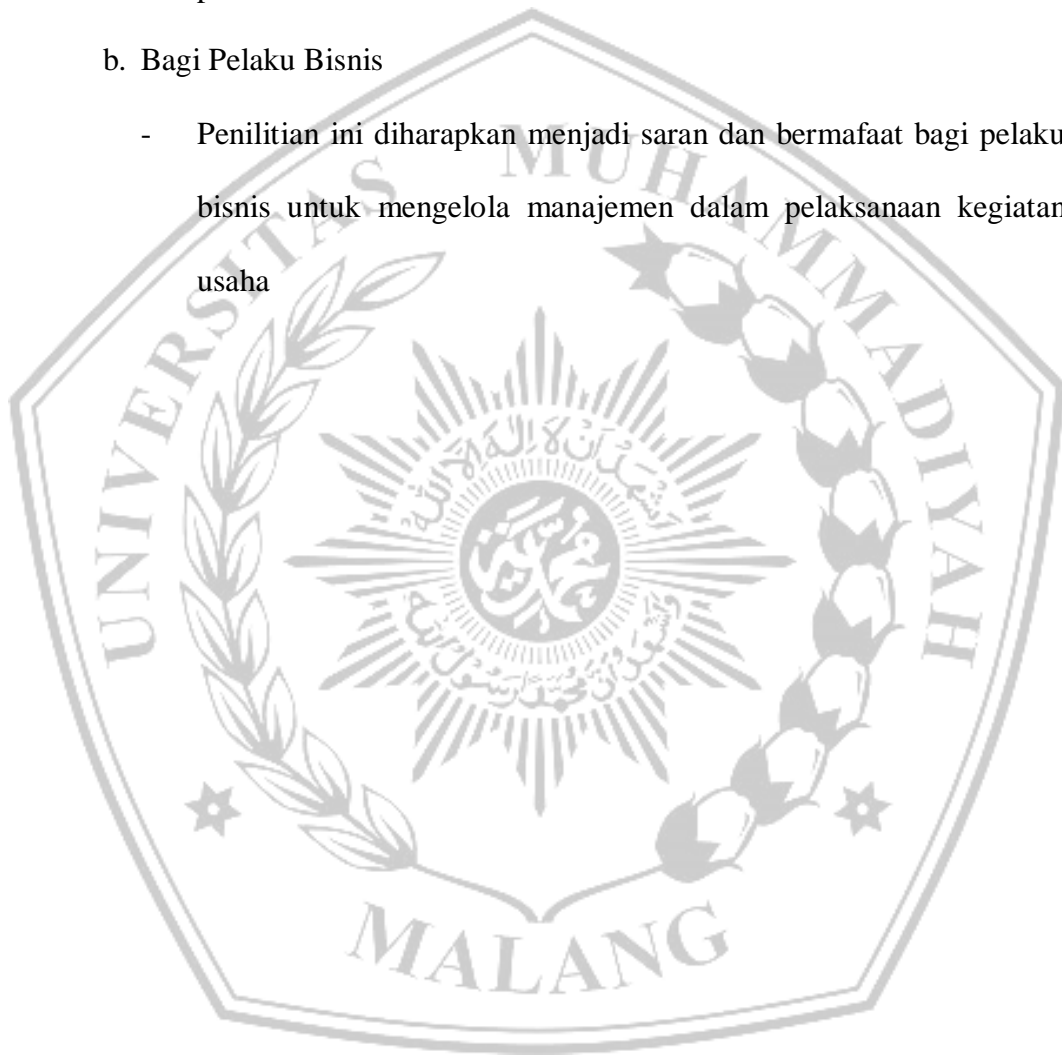 b. Bagi Pelaku Bisnis
- Penilitian ini diharapkan menjadi saran dan bermafaat bagi pelaku
bisnis untuk mengelola manajemen dalam pelaksanaan kegiatan
usaha
UNIVERSITAS MUHAMMADIYAH
MALANG